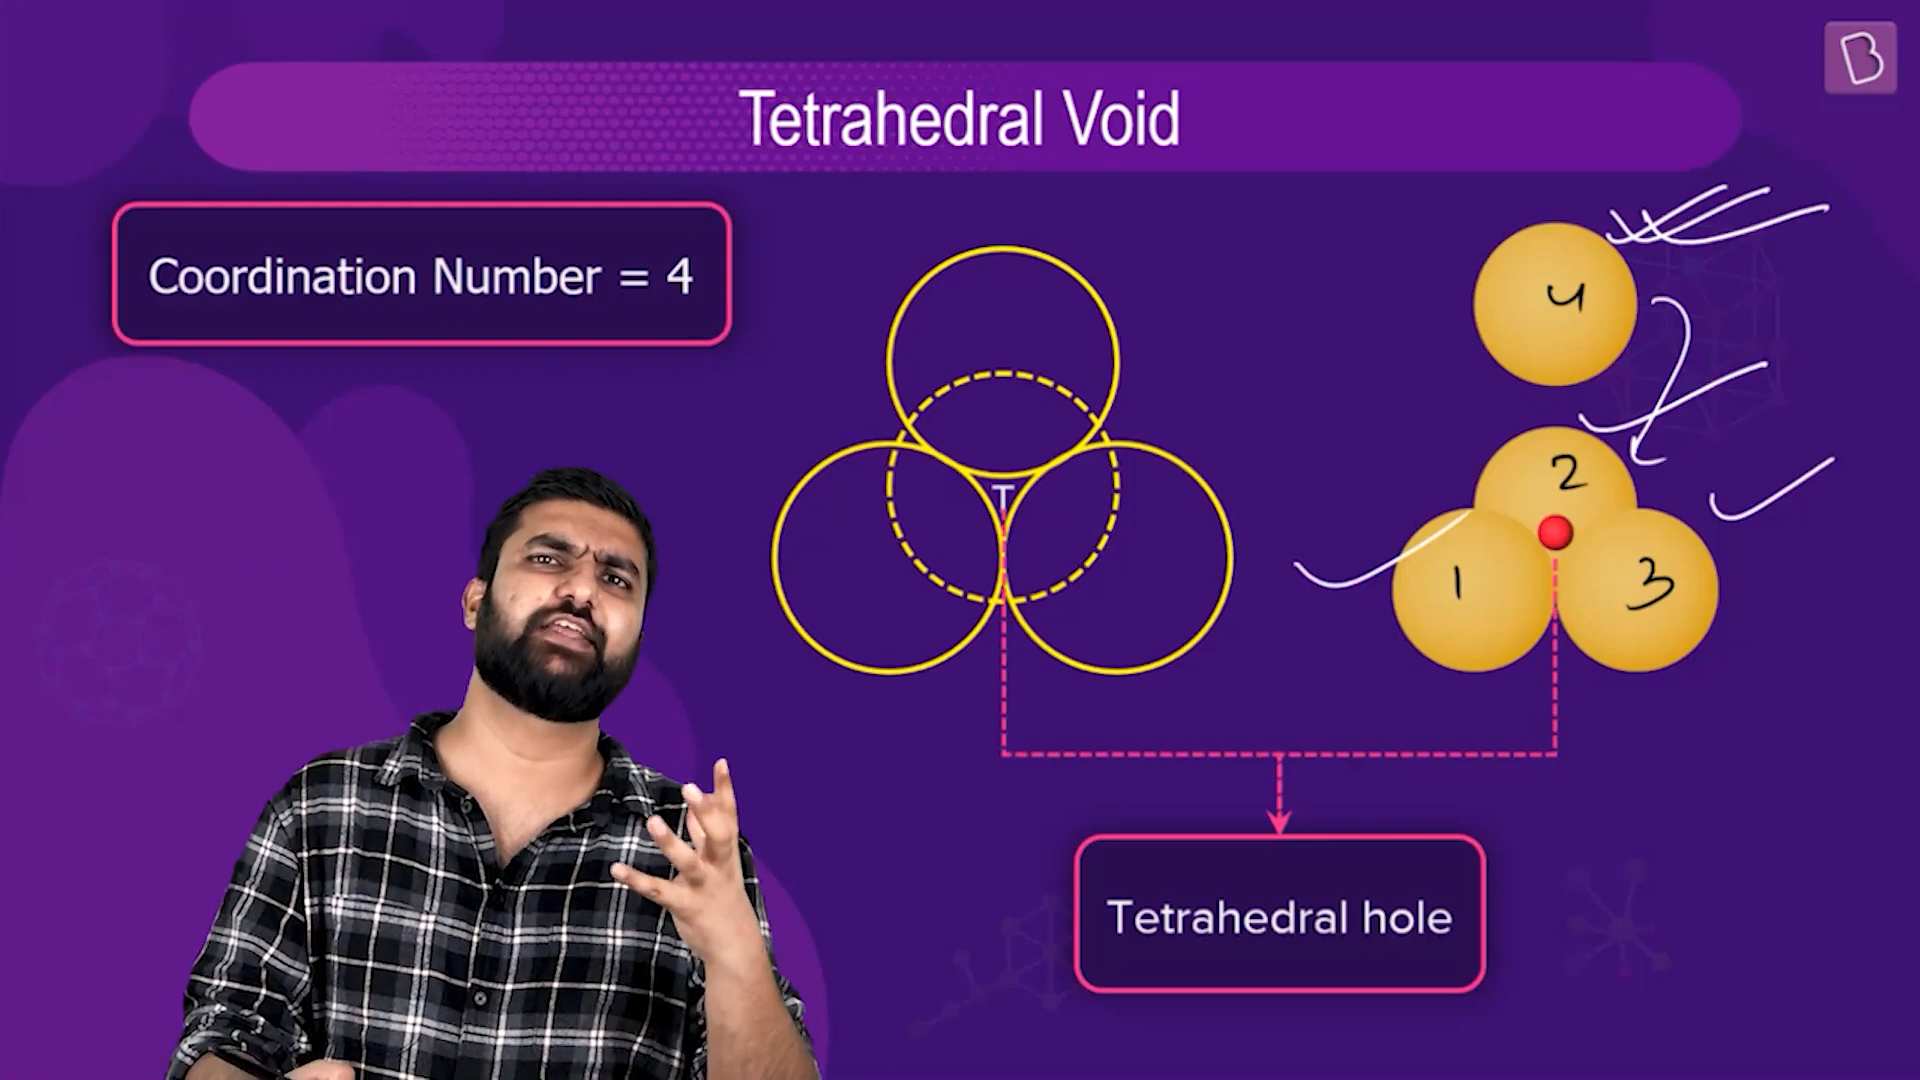 Tetrahedral Void
Coordination Number = 4
T
4
2
1
3
Tetrahedral hole
B